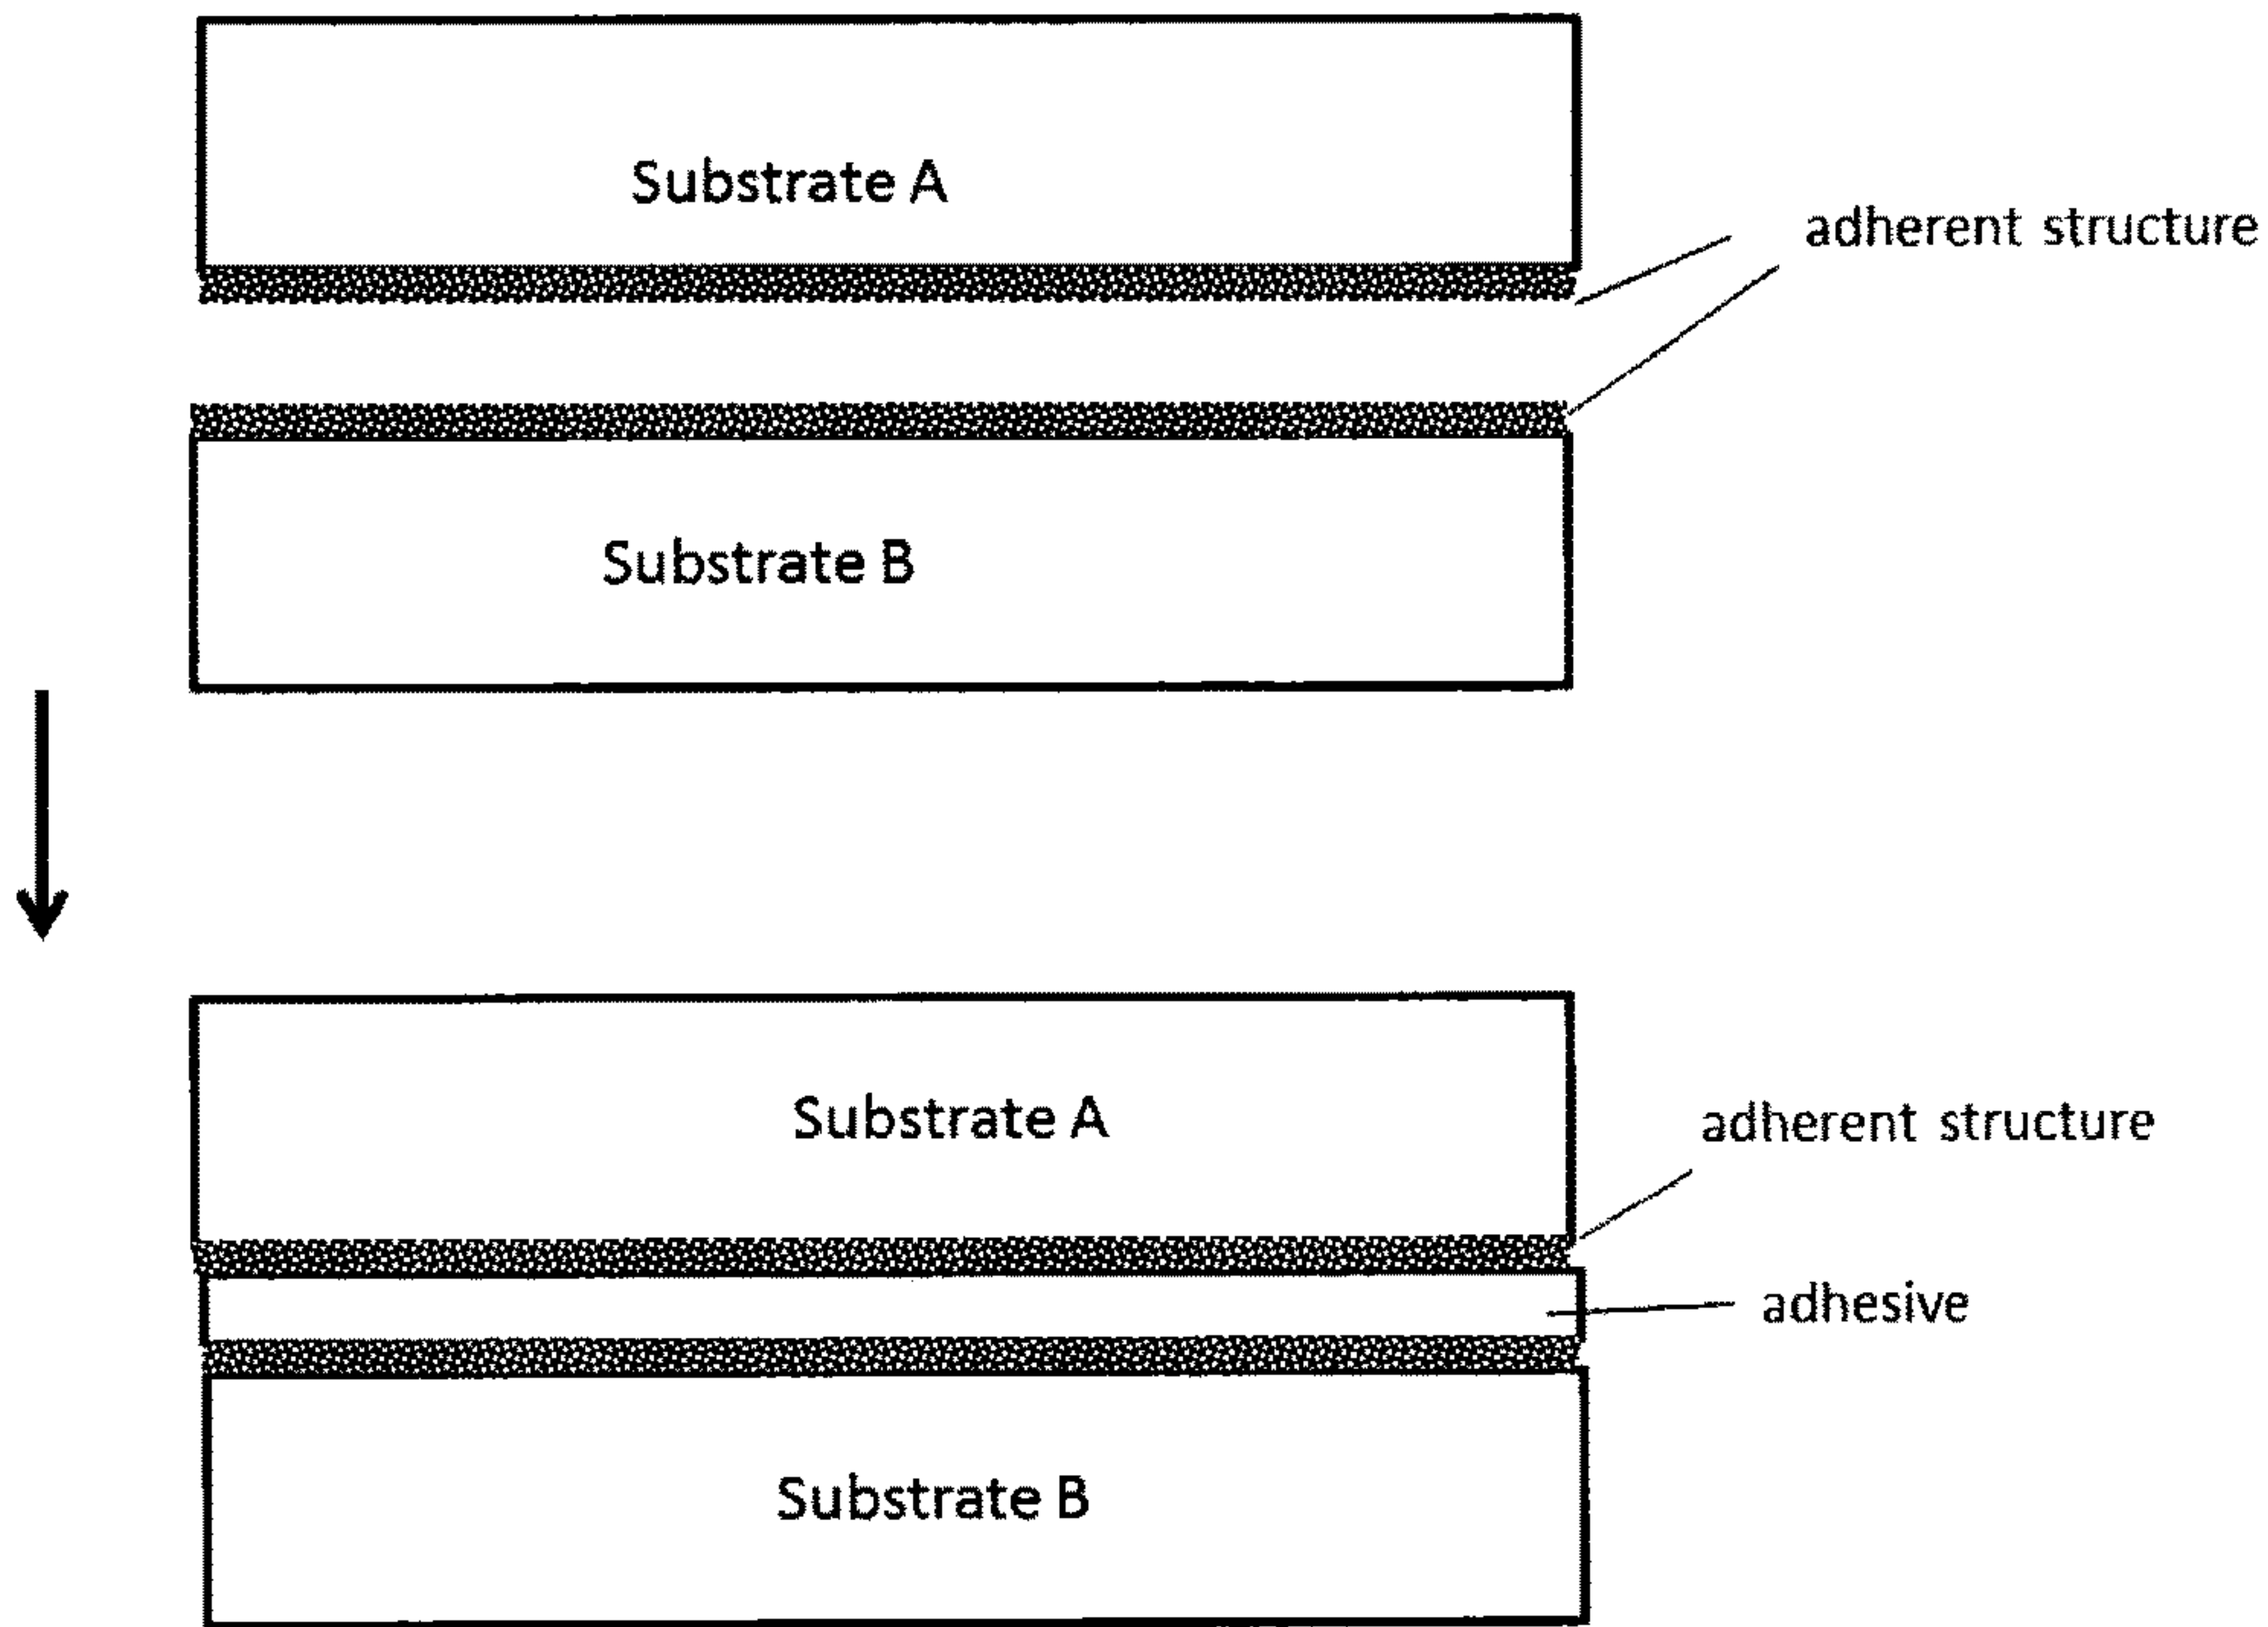 Substrate A
adherent structure
Substrate B
Substrate A
adherent structure
adhesive
Substrate B